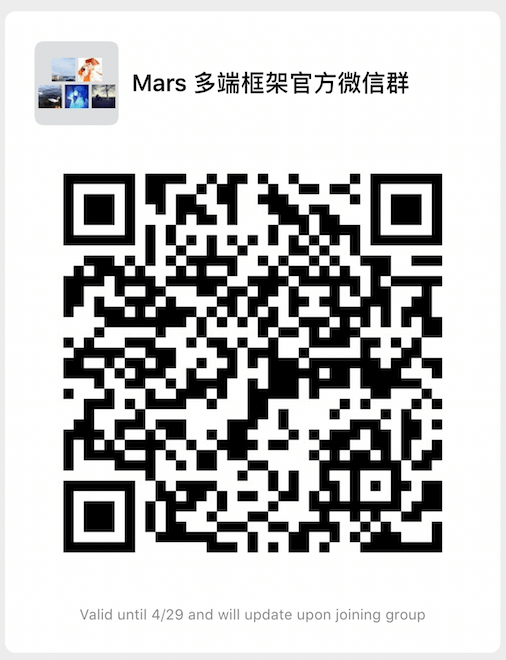 Mars 多端框架官方微信群
Valid until 4/29 and will update upon joining group